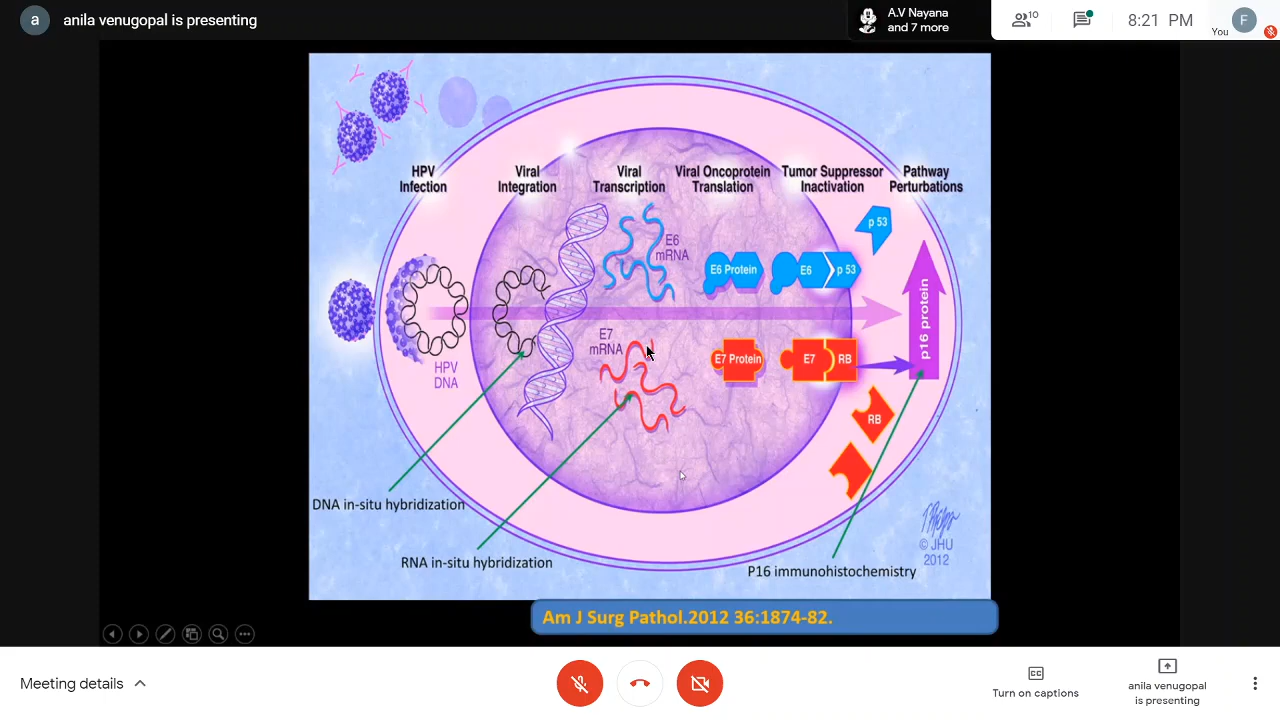 a anila venugopal is presenting
A.V Nayana
and 7 more
10
8:21 PM
You
F
HPV
Infection
Viral
Integration
Viral
Transcription
Viral Oncoprotein
Translation
Tumor Suppressor
Inactivation
Pathway
Perturbations
p 53
E6
mRNA
E6 Protein
E6
p 53
p16 protein
E7
mRNA
E7 Protein
E7
RB
HPV
DNA
RB
DNA in-situ hybridization
RNA in-situ hybridization
P16 immunohistochemistry
© JHU
2012
Am J Surg Pathol.2012 36:1874-82.
Meeting details
CC
Turn on captions
anila venugopal
is presenting